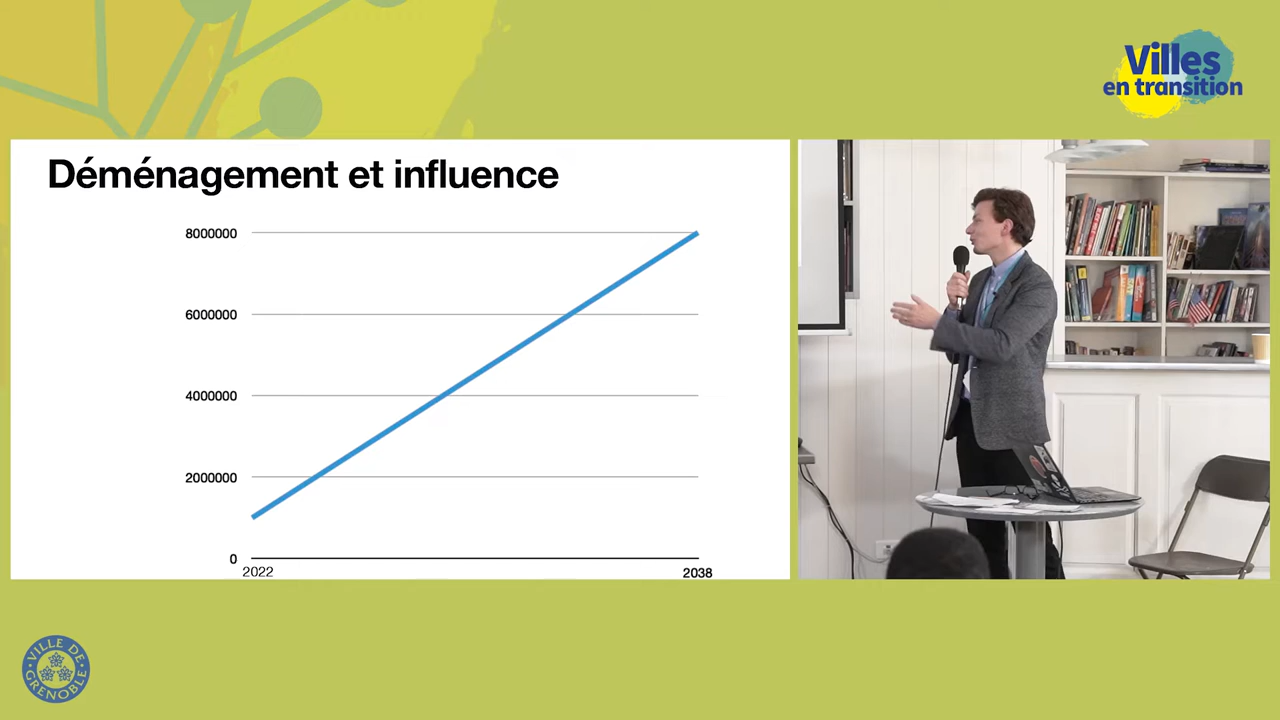 Villes
en transition
Déménagement et influence
8000000
6000000
4000000
2000000
0
2022
2038
VILLE DE
GRENOBLE